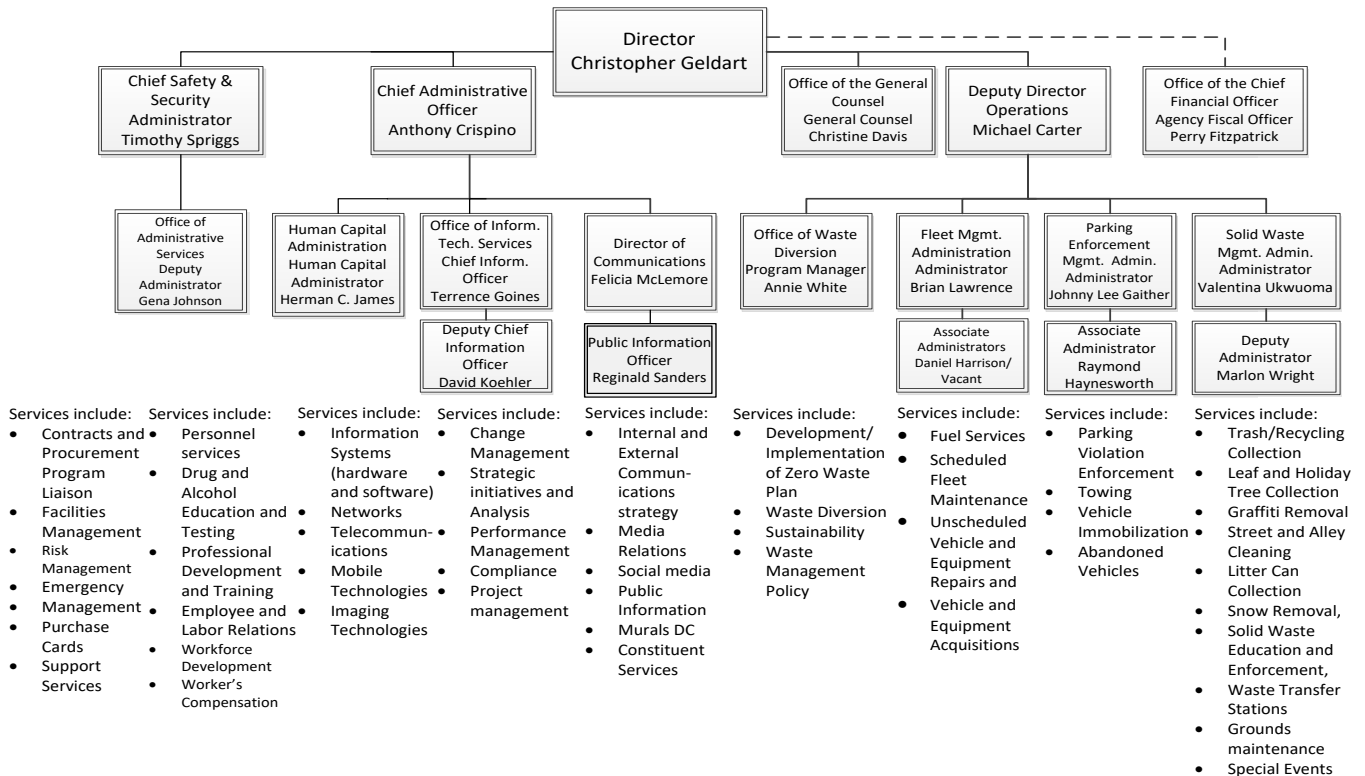 Director
Christopher Geldart
Chief Safety &
Security
Administrator
Timothy Spriggs
Chief Administrative
Officer
Anthony Crispino
Office of the General
Counsel
General Counsel
Christine Davis
Deputy Director
Operations
Michael Carter
Office of the Chief
Financial Officer
Agency Fiscal Officer
Perry Fitzpatrick
Office of
Administrative
Services
Deputy
Administrator
Gena Johnson
Human Capital
Administration
Human Capital
Administrator
Herman C. James
Office of Inform.
Tech. Services
Chief Inform.
Officer
Terrence Goines
Director of
Communications
Felicia McLemore
Office of Waste
Diversion
Program Manager
Annie White
Fleet Mgmt.
Administration
Administrator
Brian Lawrence
Parking
Enforcement
Mgmt. Admin.
Administrator
Johnny Lee Gaither
Solid Waste
Mgmt. Admin.
Administrator
Valentina Ukwuoma
Deputy Chief
Information
Officer
David Koehler
Public Information
Officer
Reginald Sanders
Associate
Administrators
Daniel Harrison/
Vacant
Associate
Administrator
Raymond
Haynesworth
Deputy
Administrator
Marlon Wright
Services include:
• Contracts and
Procurement
Program
Liaison
• Facilities
Management
• Risk
Management
• Emergency
• Management
• Purchase
Cards
• Support
Services
Services include:
• Personnel
services
• Drug and
Alcohol
Education and
Testing
• Professional
Development
and Training
• Employee and
Labor Relations
• Workforce
Development
• Worker's
Compensation
Services include:
• Information
Systems
(hardware
and software)
• Networks
• Telecommun-
ications
• Mobile
Technologies
• Imaging
Technologies
Services include:
• Change
Management
• Strategic
initiatives and
Analysis
• Performance
Management
• Compliance
• Project
management
Services include:
• Internal and
External
Commun-
ications
strategy
• Media
Relations
• Social media
• Public
Information
• Murals DC
• Constituent
Services
Services include:
• Development/
Implementation
of Zero Waste
Plan
• Waste Diversion
• Sustainability
• Waste
Management
Policy
Services include:
• Fuel Services
• Scheduled
Fleet
Maintenance
• Unscheduled
Vehicle and
Equipment
Repairs and
• Vehicle and
Equipment
Acquisitions
Services include:
• Parking
Violation
Enforcement
• Towing
• Vehicle
Immobilization
• Abandoned
Vehicles
Services include:
• Trash/Recycling
Collection
• Leaf and Holiday
Tree Collection
• Graffiti Removal
• Street and Alley
Cleaning
• Litter Can
Collection
• Snow Removal,
• Solid Waste
Education and
Enforcement,
• Waste Transfer
Stations
• Grounds
maintenance
• Special Events